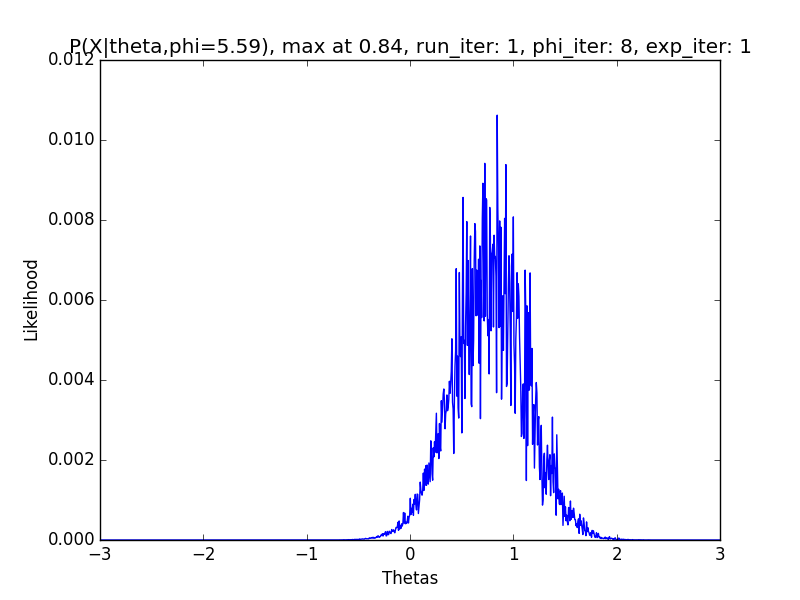 P(X|theta,phi=5.59), max at 0.84, run_iter: 1, phi_iter: 8, exp_iter: 1
0.012
0.010
0.008
0.006
0.004
0.002
0.000
Likelihood
−3 −2 −1 0 1 2 3
Thetas